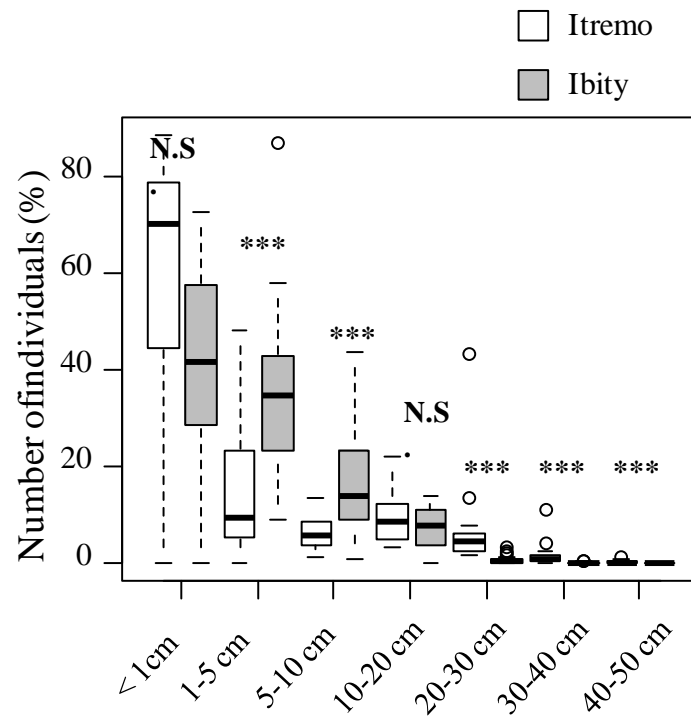 Itremo
Ibity
Number ofindividuals (%)
80
60
40
20
0
N.S
***
***
N.S
***
***
***
< 1cm
1-5 cm
5-10 cm
10-20 cm
20-30 cm
30-40 cm
40-50 cm